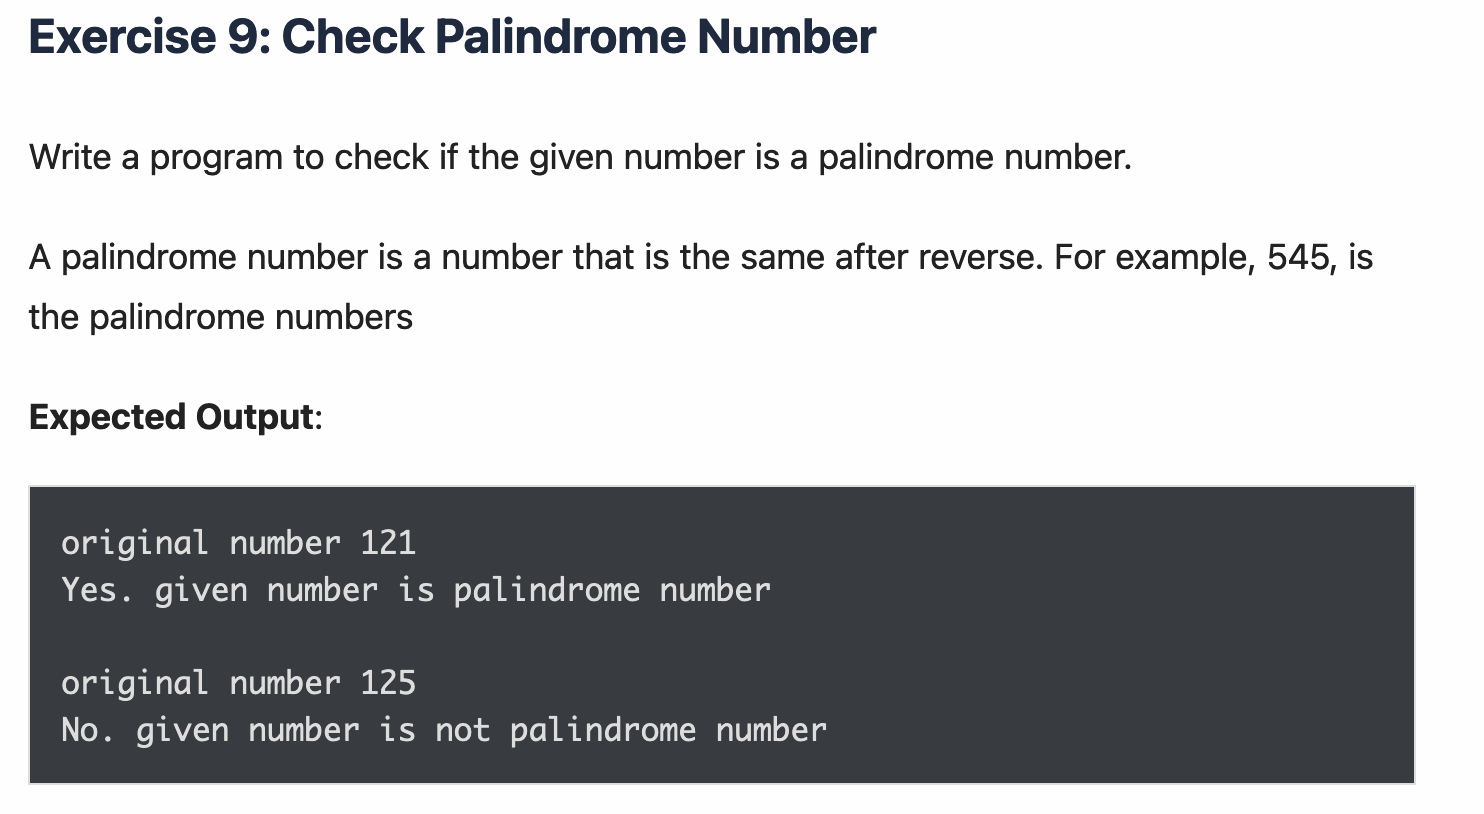 Exercise 9: Check Palindrome Number
Write a program to check if the given number is a palindrome number.
A palindrome number is a number that is the same after reverse. For example, 545, is
the palindrome numbers
Expected Output:
original number 121
Yes. given number is palindrome number
original number 125
No. given number is not palindrome number